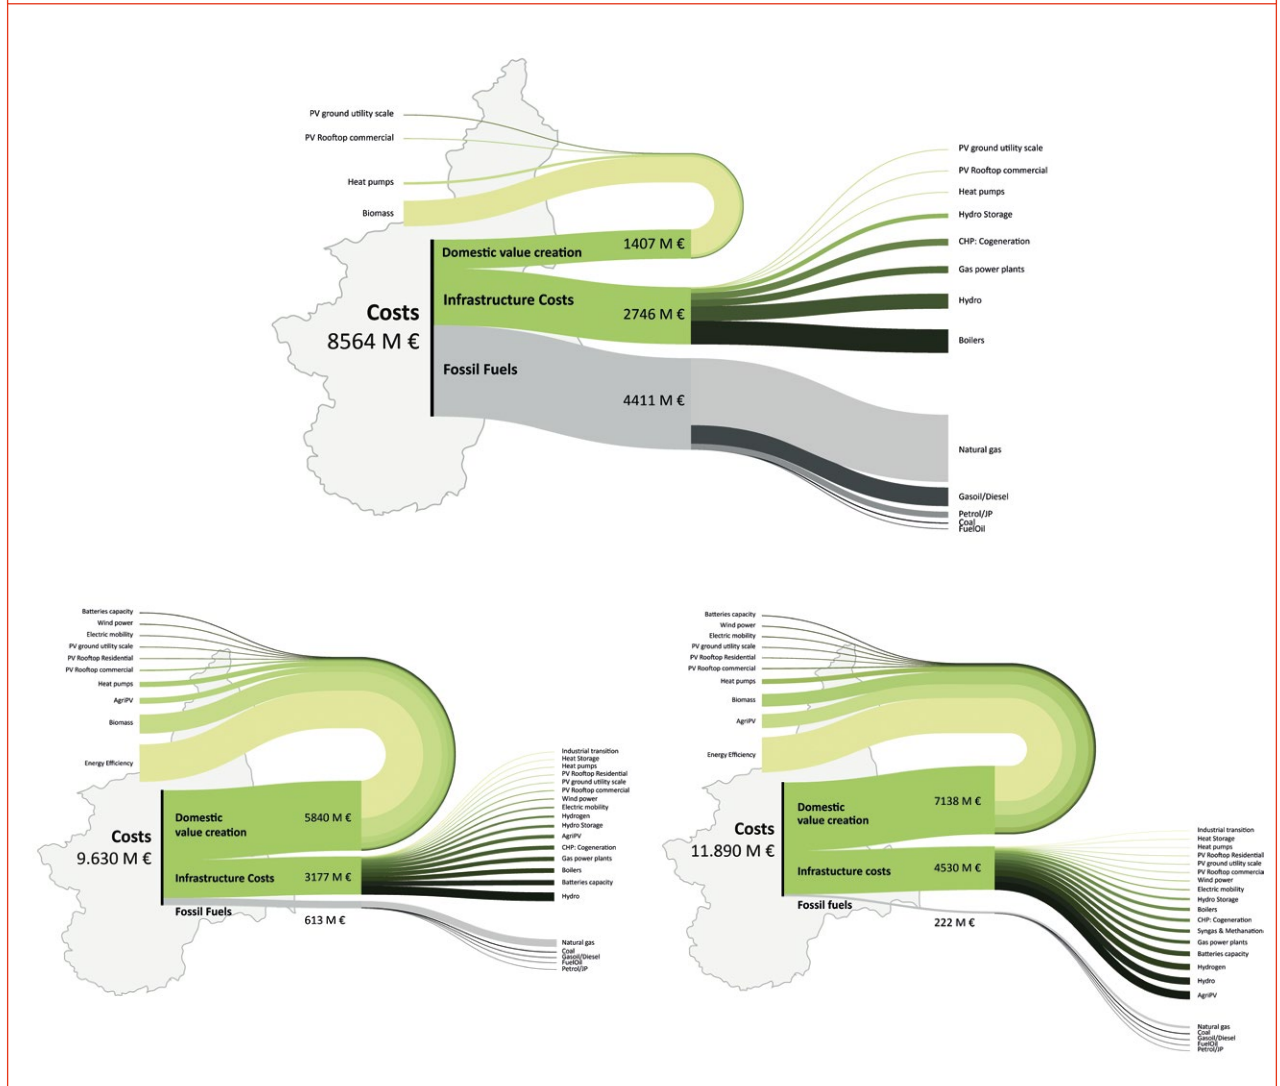 PV ground utility scale
PV Rooftop commercial
Heat pumps
Biomass
Domestic value creation
1407 M €
Infrastructure Costs
2746 M €
Costs
8564 M €
Fossil Fuels
4411 M €
PV ground utility scale
PV Rooftop commercial
Heat pumps
Hydro Storage
CHP: Cogeneration
Gas power plants
Hydro
Boilers
Natural gas
Gasoil/Diesel
Petrol/JP
Coal
FuelOil
Batteries capacity
Wind power
Electric mobility
PV ground utility scale
PV Rooftop Residential
PV Rooftop commercial
Heat pumps
AgriPV
Biomass
Energy Efficiency
Costs
9.630 M €
Domestic
value creation
5840 M €
Infrastructure Costs
3177 M €
Fossil Fuels
613 M €
Industrial transition
Heat Storage
Heat pumps
PV Rooftop Residential
PV ground utility scale
PV Rooftop commercial
Wind power
Electric mobility
Hydrogen
Hydro Storage
AgriPV
CHP: Cogeneration
Gas power plants
Boilers
Batteries capacity
Hydro
Natural gas
Coal
Gasoil/Diesel
FuelOil
Petrol/JP
Batteries capacity
Wind power
Electric mobility
PV ground utility scale
PV Rooftop Residential
PV Rooftop commercial
Heat pumps
Biomass
AgriPV
Energy Efficiency
Costs
11.890 M €
Domestic
value creation
7138 M €
Infrastucture costs
4530 M €
Fossil fuels
222 M €
Industrial transition
Heat Storage
Heat pumps
PV Rooftop Residential
PV ground utility scale
PV Rooftop commercia
Wind power
Electric mobility
Hydro Storage
Boilers
CHP: Cogeneration
Syngas & Methanation
Gas power plants
Batteries capacity
Hydrogen
Hydro
AgriPV
Natural gas
Coal
Gasoil/Diesel
FuelOil
Petrol/JP